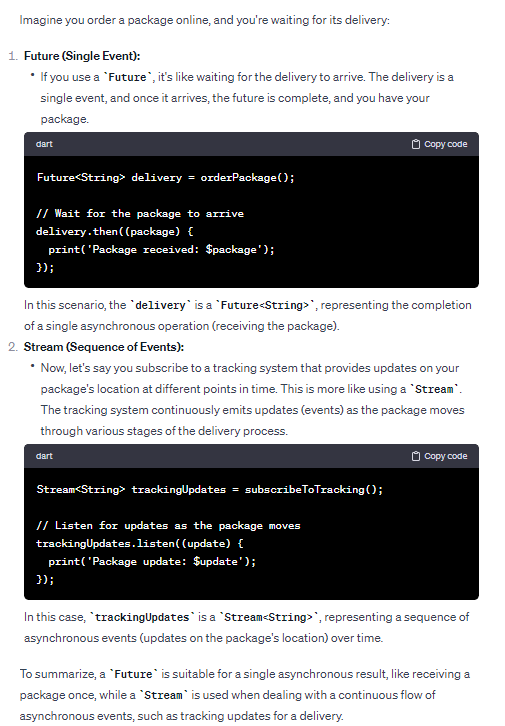 Imagine you order a package online, and you're waiting for its delivery:
1. Future (Single Event):
• If you use a `Future`, it's like waiting for the delivery to arrive. The delivery is a
single event, and once it arrives, the future is complete, and you have your
package.
dart Copy code
Future<String> delivery = orderPackage();
// Wait for the package to arrive
delivery.then((package) {
  print('Package received: $package');
});
In this scenario, the `delivery` is a `Future<String>`, representing the completion
of a single asynchronous operation (receiving the package).
2. Stream (Sequence of Events):
• Now, let's say you subscribe to a tracking system that provides updates on your
package's location at different points in time. This is more like using a `Stream`.
The tracking system continuously emits updates (events) as the package moves
through various stages of the delivery process.
dart Copy code
Stream<String> trackingUpdates = subscribeToTracking();
// Listen for updates as the package moves
trackingUpdates.listen((update) {
  print('Package update: $update');
});
In this case, `trackingUpdates` is a `Stream<String>`, representing a sequence of
asynchronous events (updates on the package's location) over time.
To summarize, a `Future` is suitable for a single asynchronous result, like receiving a
package once, while a `Stream` is used when dealing with a continuous flow of
asynchronous events, such as tracking updates for a delivery.